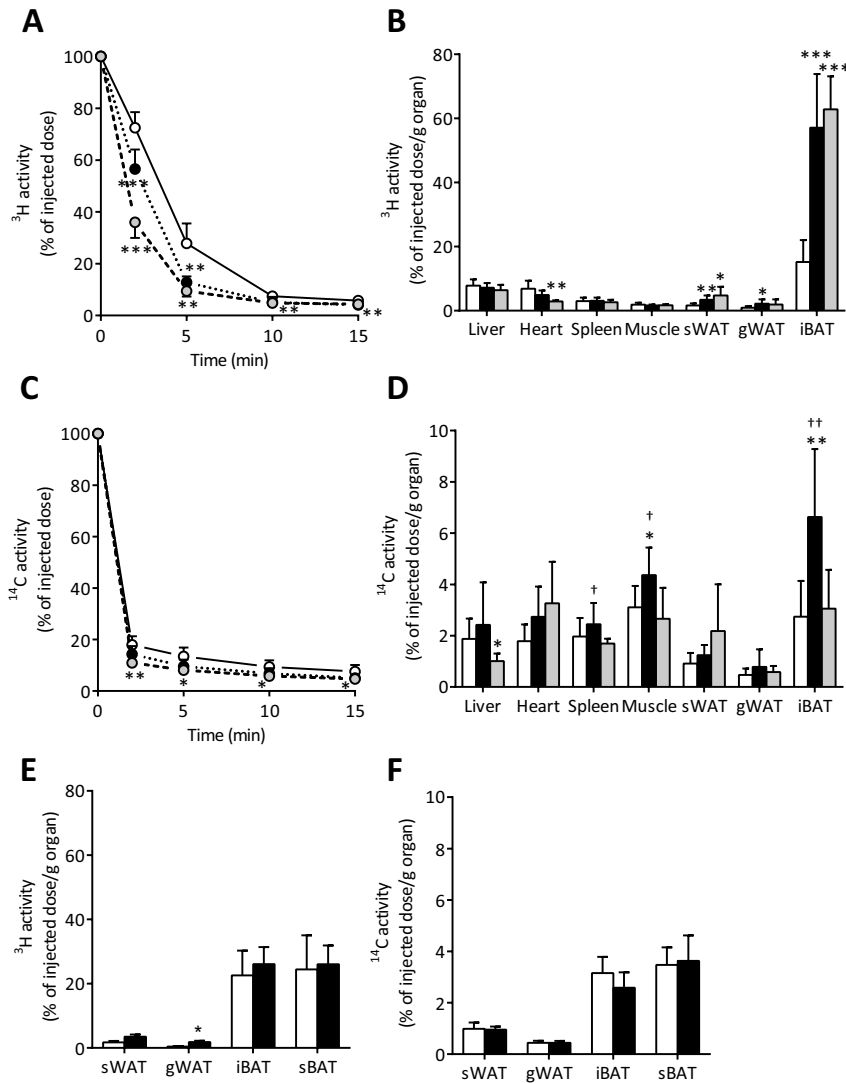 A
100
80
60
40
20
0
³H activity
(% of injected dose)
***
***
**
**
**
**
0 5 10 15
Time (min)
B
80
60
40
20
0
³H activity
(% of injected dose/g organ)
**
**
*
*
***
***
Liver Heart Spleen Muscle sWAT gWAT iBAT
C
100
80
60
40
20
0
¹⁴C activity
(% of injected dose)
**
*
*
*
0 5 10 15
Time (min)
D
10
8
6
4
2
0
¹⁴C activity
(% of injected dose/g organ)
*
†
†
*
††
**
Liver Heart Spleen Muscle sWAT gWAT iBAT
E
80
60
40
20
0
³H activity
(% of injected dose/g organ)
*
sWAT gWAT iBAT sBAT
F
10
8
6
4
2
0
¹⁴C activity
(% of injected dose/g organ)
sWAT gWAT iBAT sBAT